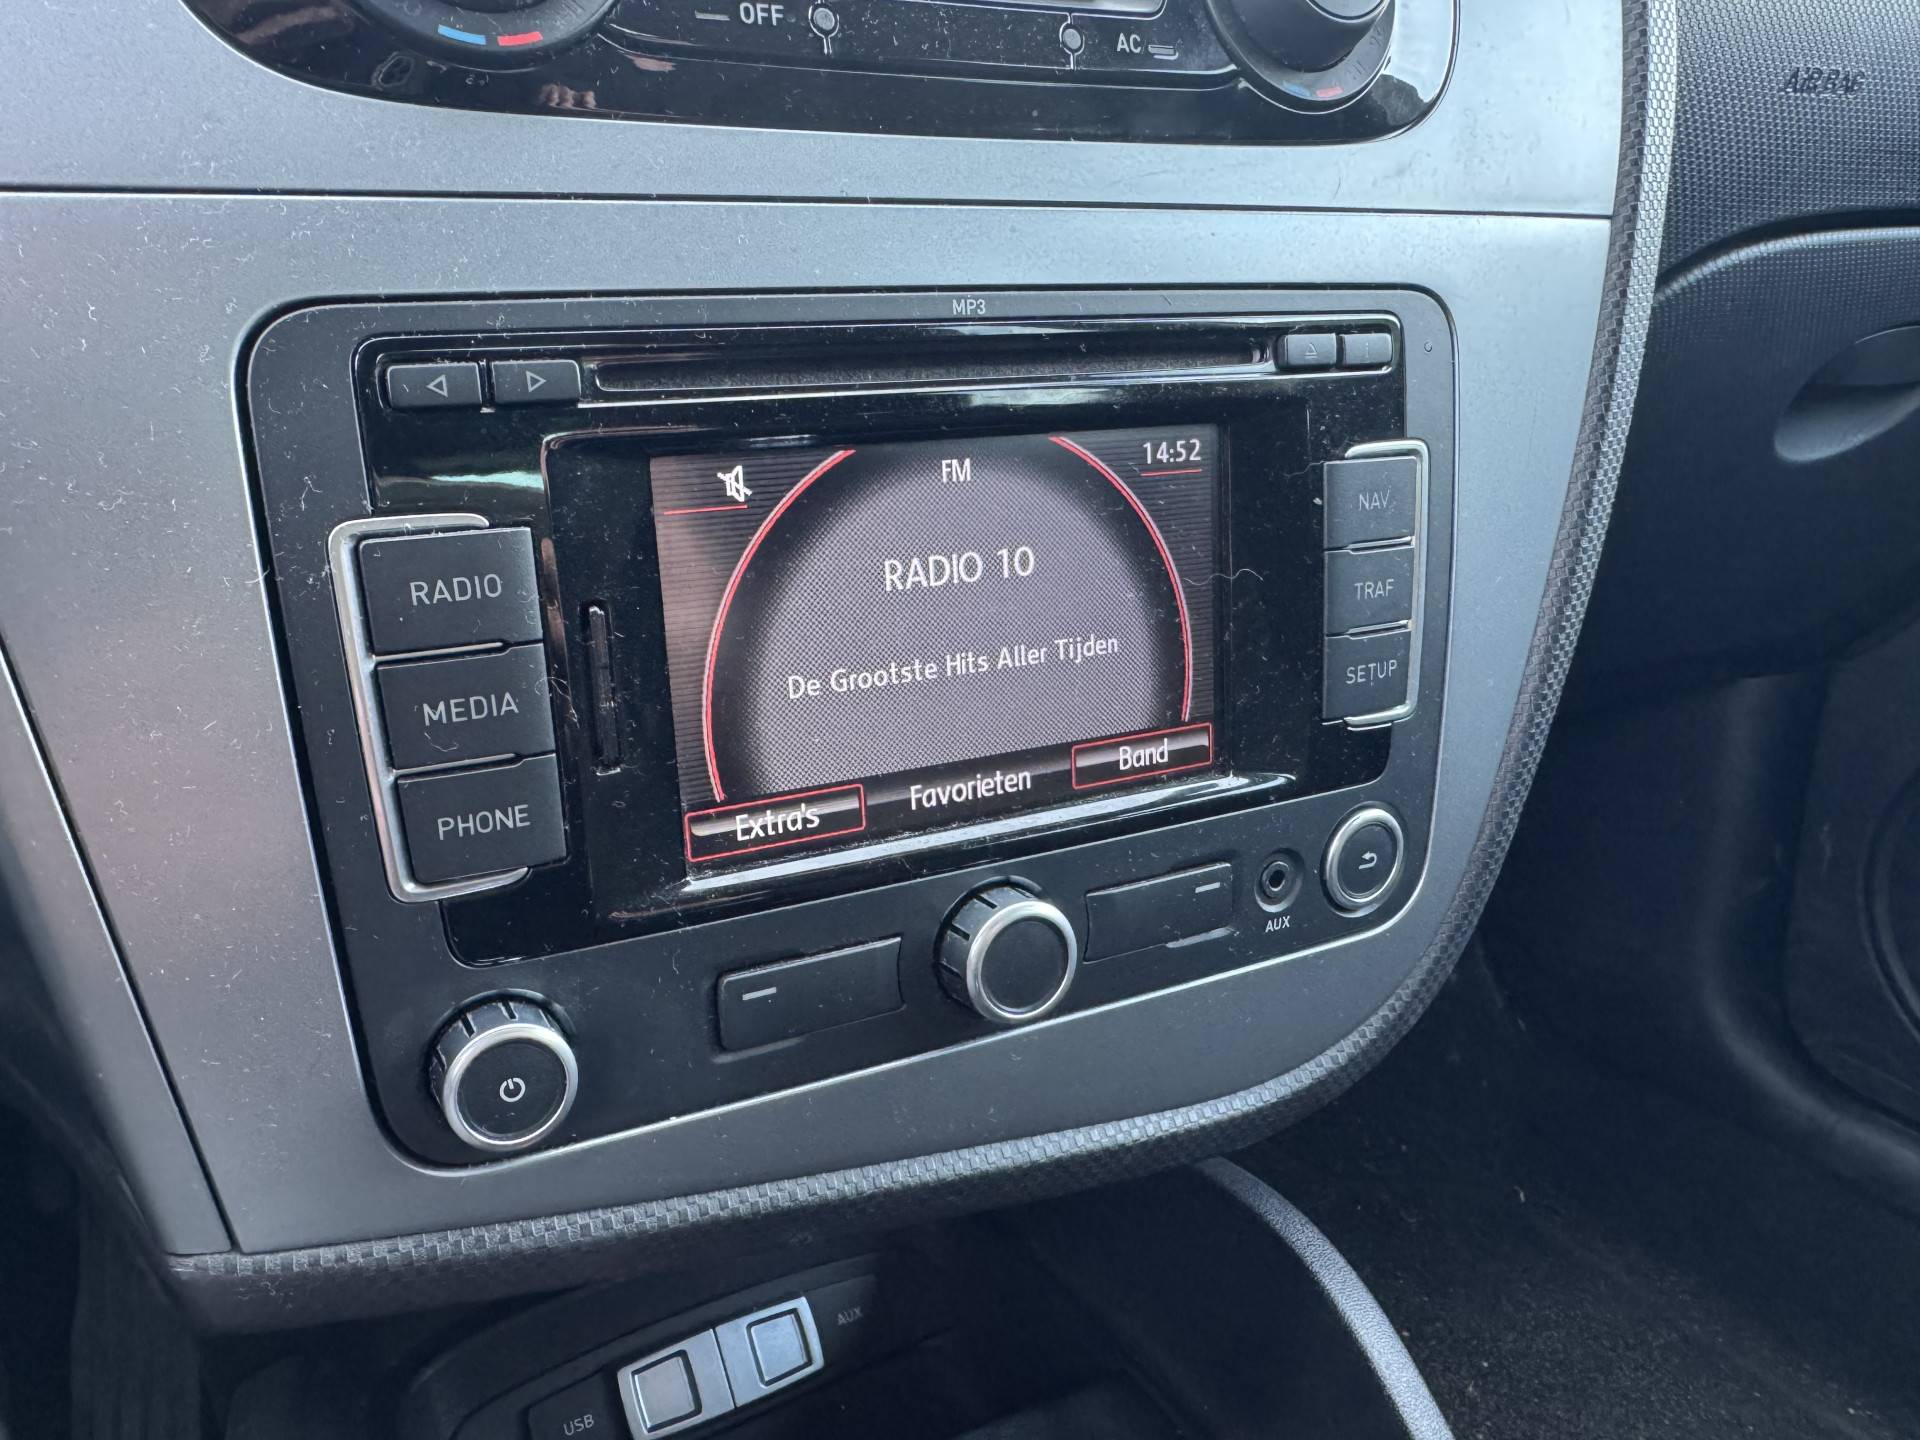 OFF
AC
AIRBAG
MP3
14:52
FM
NAV
RADIO
RADIO 10
TRAF
De Grootste Hits Aller Tijden
SETUP
MEDIA
Band
Favorieten
Extra's
PHONE
AUX
AUX
USB